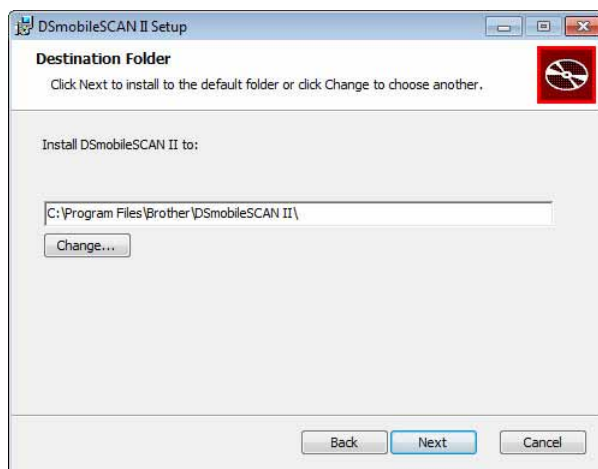 DSmobileSCAN II Setup
Destination Folder
Click Next to install to the default folder or click Change to choose another.
Install DSmobileSCAN II to:
C:\Program Files\Brother\DSmobileSCAN II\
Change...
Back Next Cancel